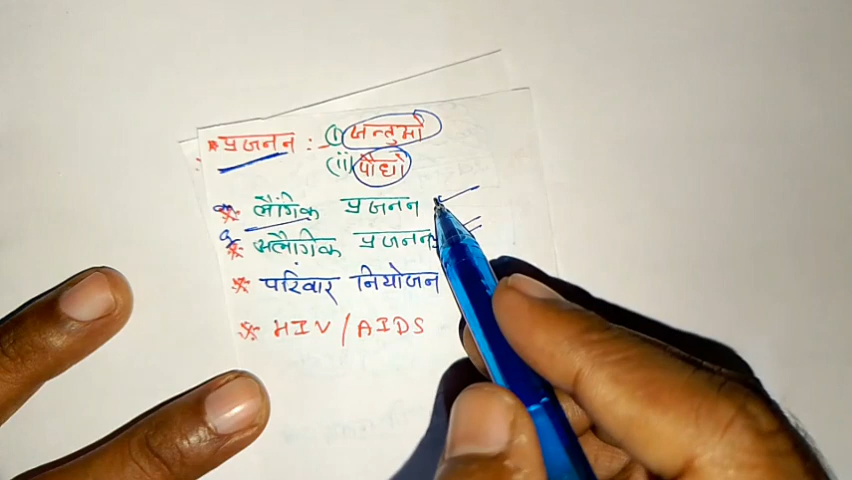 * प्रजनन :- (i) जन्तुओ
(ii) पौधो
* लैंगिक प्रजनन
* अलैगिक प्रजनन
* परिवार नियोजन
* HIV / AIDS